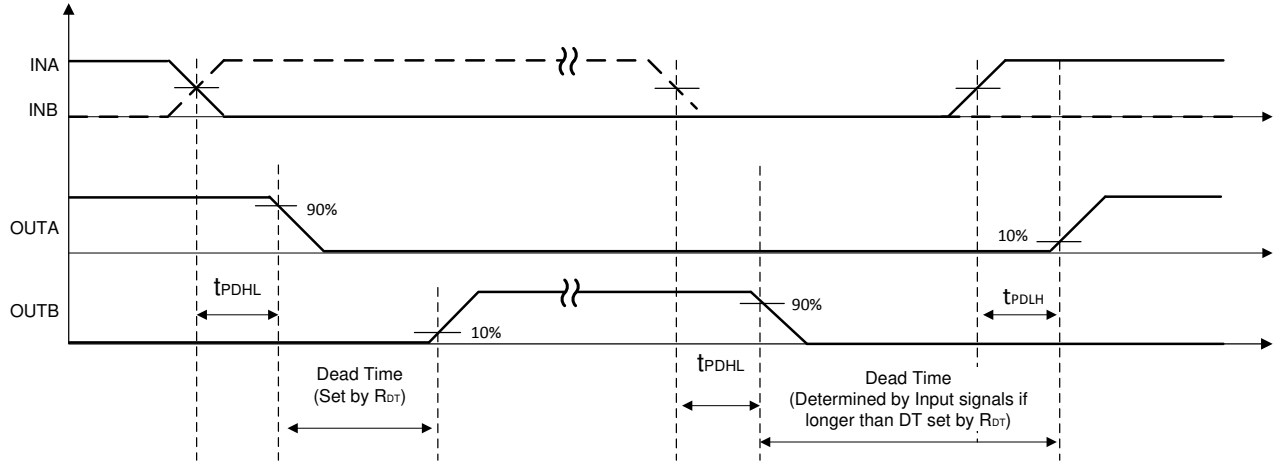 INA
INB
OUTA
90%
10%
tPDHL
tPDLH
OUTB
90%
10%
tPDHL
Dead Time
(Set by RDT)
Dead Time
(Determined by Input signals if
longer than DT set by RDT)